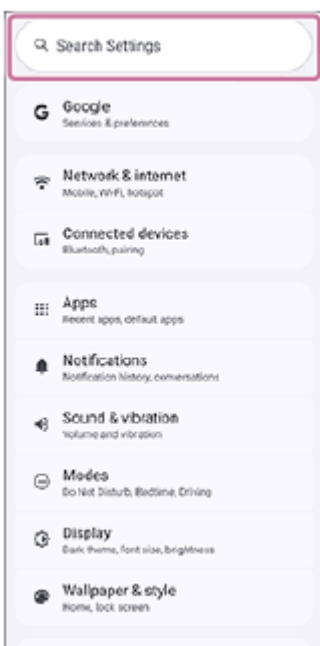 Search Settings
Google
Services & preferences
Network & internet
Mobile, Wi-Fi, hotspot
Connected devices
Bluetooth, pairing
Apps
Recent apps, default apps
Notifications
Notification history, conversations
Sound & vibration
Volume and vibration
Modes
Do Not Disturb, Bedtime, Driving
Display
Dark theme, font size, brightness
Wallpaper & style
Home, lock screen